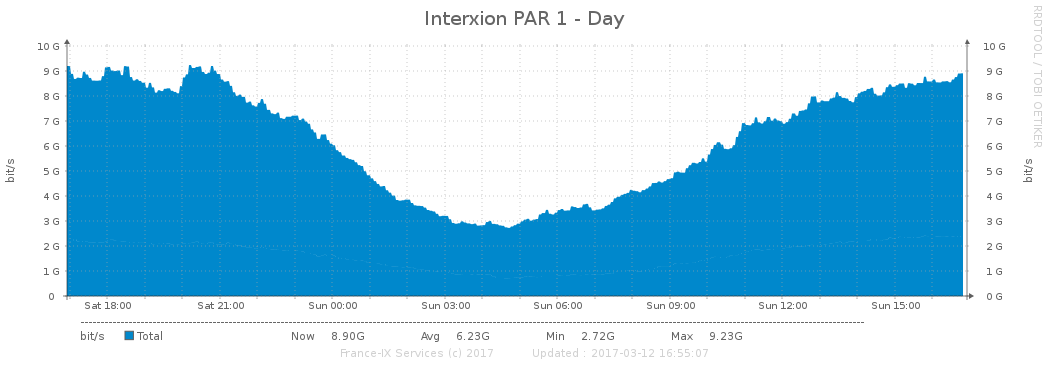 Interxion PAR 1 - Day
RRDTOOL / TOBI OETIKER
10 G 10 G
9 G 9 G
8 G 8 G
7 G 7 G
6 G 6 G
5 G 5 G
4 G 4 G
3 G 3 G
2 G 2 G
1 G 1 G
0 0 G
bit/s
bit/s
Sat 18:00 Sat 21:00 Sun 00:00 Sun 03:00 Sun 06:00 Sun 09:00 Sun 12:00 Sun 15:00
bit/s Total Now 8.90G Avg 6.23G Min 2.72G Max 9.23G
France-IX Services (c) 2017 Updated : 2017-03-12 16:55:07